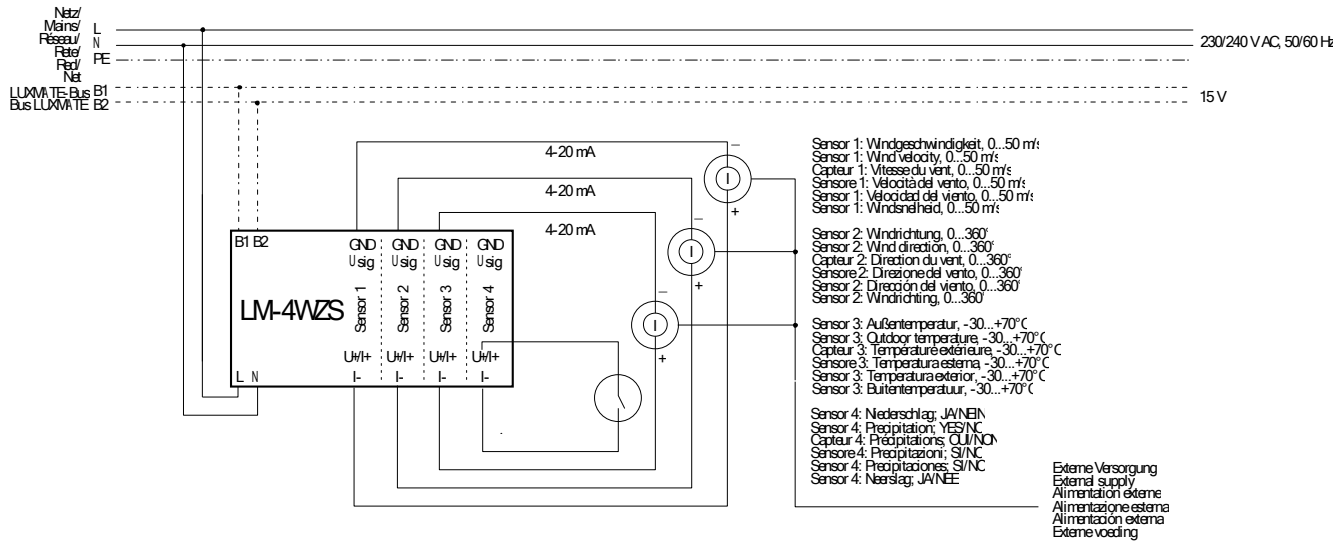 Netz/
Mains/
Réseau/
Rete/
Red/
Net
L
N
PE
230/240 V AC, 50/60 Hz
LUXMATE-Bus B1
Bus LUXMATE B2
15 V
4-20 mA
4-20 mA
4-20 mA
B1 B2
GND GND GND GND
Usig Usig Usig Usig
LM-4WZS
Sensor 1
Sensor 2
Sensor 3
Sensor 4
U+/I+ U+/I+ U+/I+ U+/I+
I- I- I- I-
L N
–
I
+
–
I
+
–
I
+
Sensor 1: Windgeschwindigkeit, 0...50 m/s
Sensor 1: Wind velocity, 0...50 m/s
Capteur 1: Vitesse du vent, 0...50 m/s
Sensore 1: Velocità del vento, 0...50 m/s
Sensor 1: Velocidad del viento, 0...50 m/s
Sensor 1: Windsnelheid, 0...50 m/s
Sensor 2: Windrichtung, 0...360°
Sensor 2: Wind direction, 0...360°
Capteur 2: Direction du vent, 0...360°
Sensore 2: Direzione del vento, 0...360°
Sensor 2: Dirección del viento, 0...360°
Sensor 2: Windrichting, 0...360°
Sensor 3: Außentemperatur, -30...+70°C
Sensor 3: Outdoor temperature, -30...+70°C
Capteur 3: Température extérieure, -30...+70°C
Sensore 3: Temperatura esterna, -30...+70°C
Sensor 3: Temperatura exterior, -30...+70°C
Sensor 3: Buitentemperatuur, -30...+70°C
Sensor 4: Niederschlag; JA/NEIN
Sensor 4: Precipitation; YES/NO
Capteur 4: Précipitations; OUI/NON
Sensore 4: Precipitazioni; SI/NO
Sensor 4: Precipitaciones; SI/NO
Sensor 4: Neerslag; JA/NEE
Externe Versorgung
External supply
Alimentation externe
Alimentazione esterna
Alimentación externa
Externe voeding